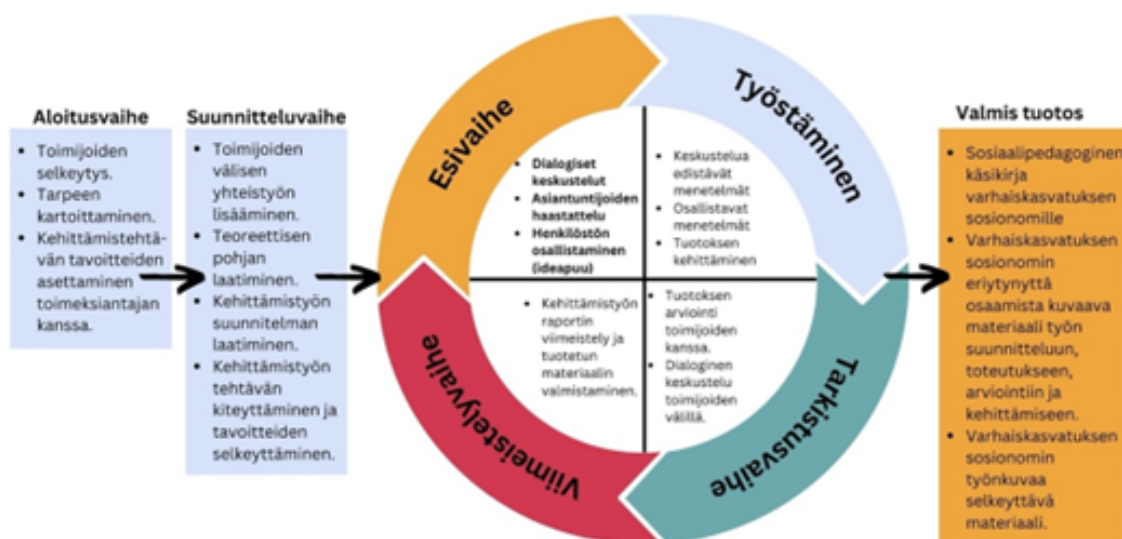 Aloitusvaihe
• Toimijoiden
selkeytys.
• Tarpeen
kartoittaminen.
• Kehittämistehtä-
vän tavoitteiden
asettaminen
toimeksiantajan
kanssa.
Suunnitteluvaihe
• Toimijoiden
välisen
yhteistyön
lisääminen.
• Teoreettisen
pohjan
laatiminen.
• Kehittämistyön
suunnitelman
laatiminen.
• Kehittämistyön
tehtävän
kiteyttäminen ja
tavoitteiden
selkeyttäminen.
Esivaihe
• Dialogiset
keskustelut
• Asiantuntijoiden
haastattelu
• Henkilöstön
osallistaminen
(ideapuu)
Työstäminen
• Keskustelua
edistävät
menetelmät
• Osallistavat
menetelmät
• Tuotoksen
kehittäminen
Tarkistusvaihe
• Tuotoksen
arviointi
toimijoiden
kanssa.
• Dialoginen
keskustelu
toimijoiden
välillä.
Viimeistelyvaihe
• Kehittämistyön
raportin
viimeistely ja
tuotetun
materiaalin
valmistaminen.
Valmis tuotos
• Sosiaalipedagoginen
käsikirja
varhaiskasvatuksen
sosionomille
• Varhaiskasvatuksen
sosionomin
eriytynyttä
osaamista kuvaava
materiaali työn
suunnitteluun,
toteutukseen,
arviointiin ja
kehittämiseen.
• Varhaiskasvatuksen
sosionomin
työnkuvaa
selkeyttävä
materiaali.